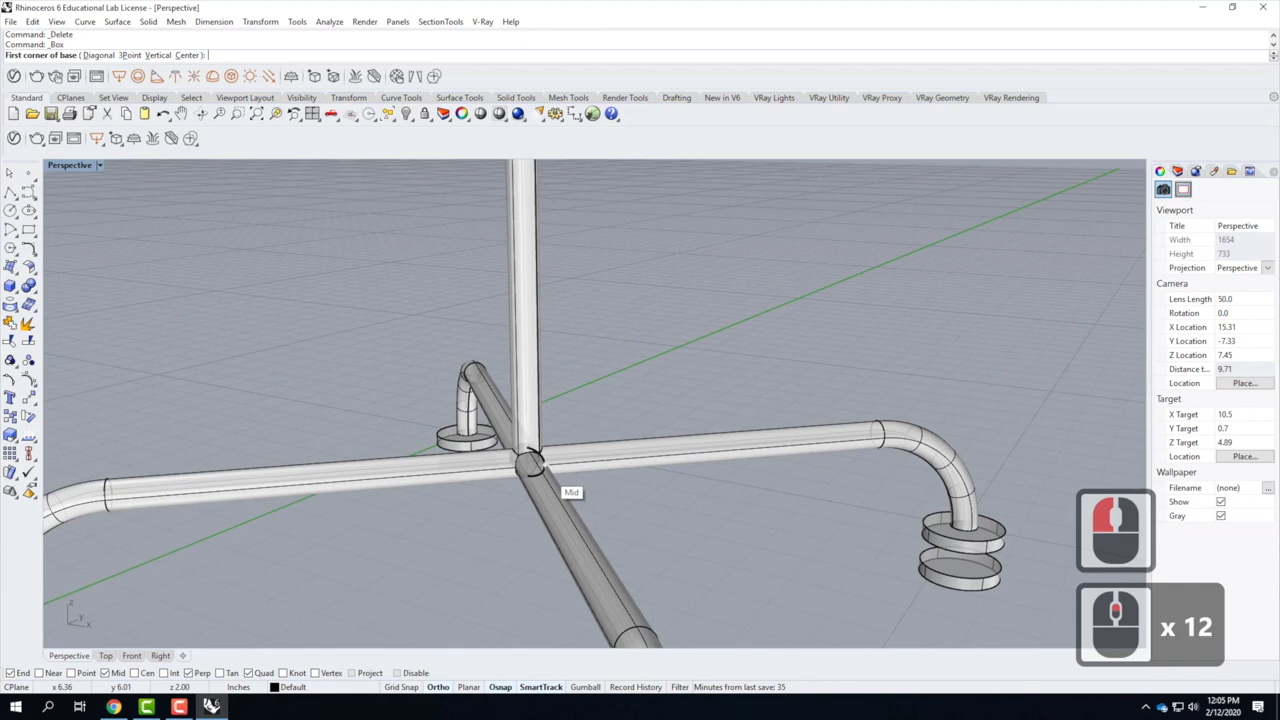 Rhinoceros 6 Educational Lab License - [Perspective]
File Edit View Curve Surface Solid Mesh Dimension Transform Tools Analyze Render Panels SectionTools V-Ray Help
Command: _Delete
Command: _Box
First corner of base ( Diagonal 3Point Vertical Center ):
Standard CPlanes Set View Display Select Viewport Layout Visibility Transform Curve Tools Surface Tools Solid Tools Mesh Tools Render Tools Drafting New in V6 VRay Lights VRay Utility VRay Proxy VRay Geometry VRay Rendering
Perspective
Viewport
Title Perspective
Width 1654
Height 733
Projection Perspective
Camera
Lens Length 50.0
Rotation 0.0
X Location 15.31
Y Location -7.33
Z Location 7.45
Distance t... 9.71
Location Place...
Target
X Target 10.5
Y Target 0.7
Z Target 4.89
Location Place...
Wallpaper
Filename (none) ...
Show
Gray
Mid
z
y
x
x 12
Perspective Top Front Right
End Near Point Mid Cen Int Perp Tan Quad Knot Vertex Project Disable
CPlane x 6.36 y 6.01 z 2.00 Inches Default Grid Snap Ortho Planar Osnap SmartTrack Gumball Record History Filter Minutes from last save: 35
12:05 PM
2/12/2020